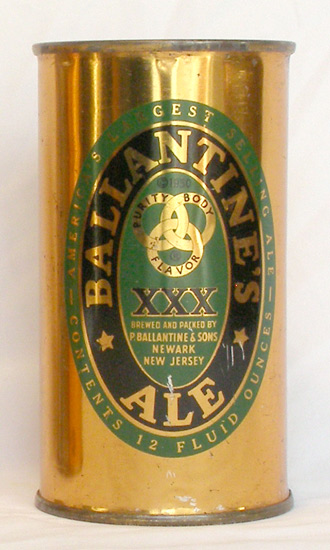 AMERICA'S LARGEST SELLING ALE
BALLANTINE'S
PURITY BODY
FLAVOR
XXX
BREWED AND PACKED BY
P. BALLANTINE & SONS
NEWARK
NEW JERSEY
ALE
CONTENTS 12 FLUID OUNCES